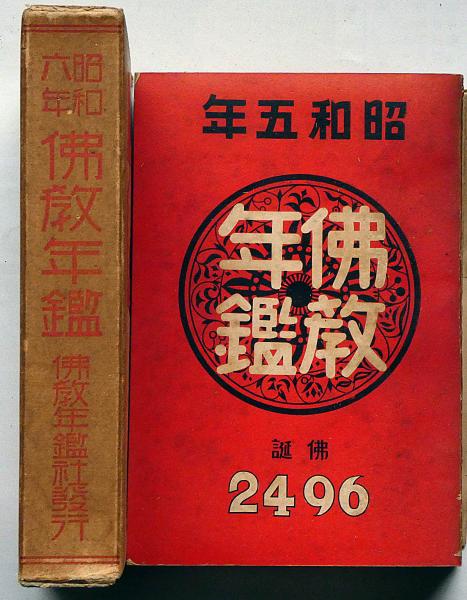 昭和
六年
佛教年鑑
佛教年鑑社發行
年五和昭
佛教
年鑑
誕佛
2496